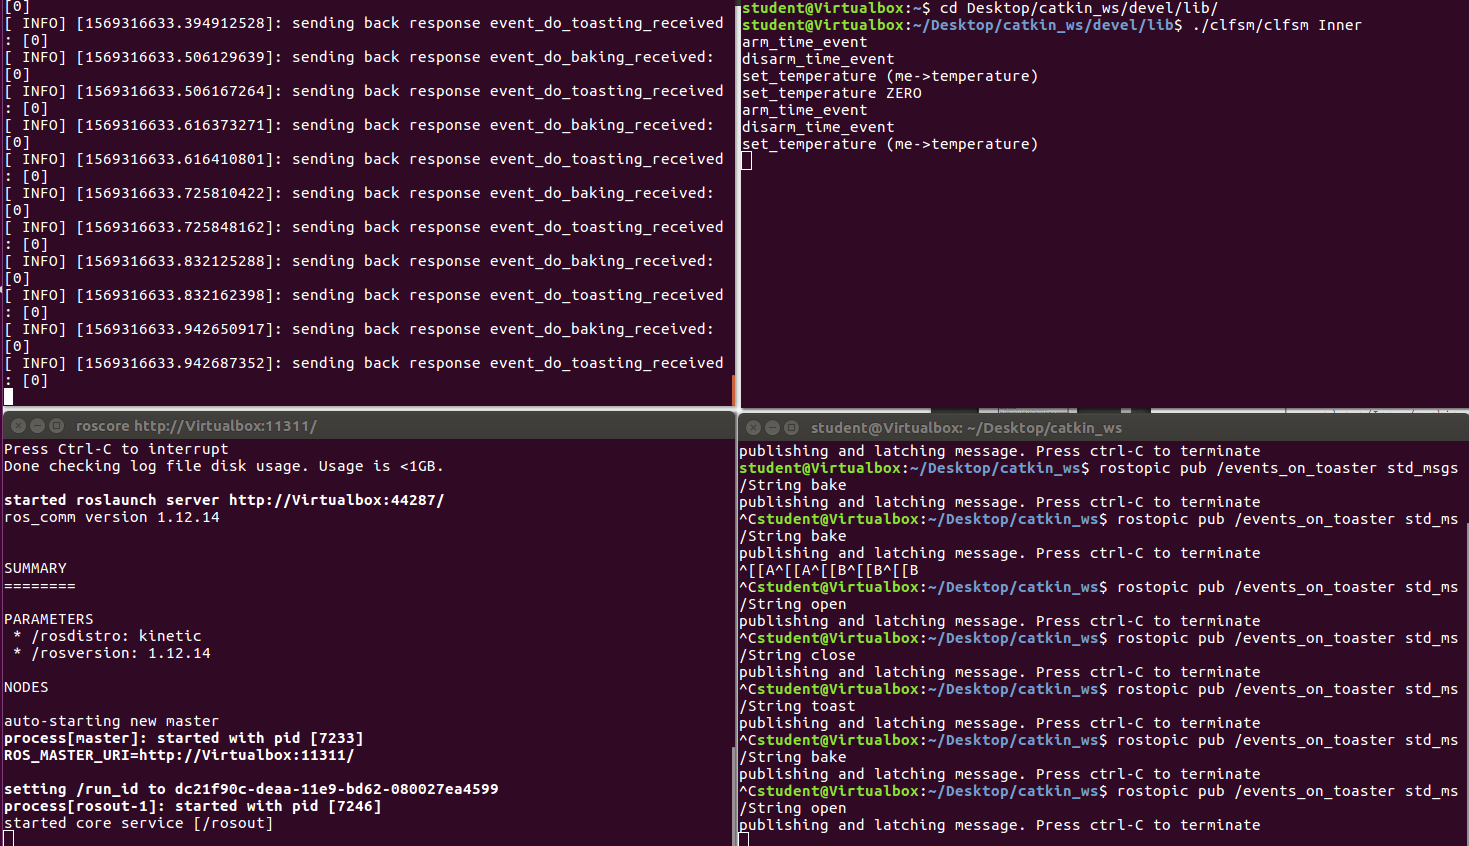 [0]
[ INFO] [1569316633.394912528]: sending back response event_do_toasting_received
: [0]
[ INFO] [1569316633.506129639]: sending back response event_do_baking_received:
[0]
[ INFO] [1569316633.506167264]: sending back response event_do_toasting_received
: [0]
[ INFO] [1569316633.616373271]: sending back response event_do_baking_received:
[0]
[ INFO] [1569316633.616410801]: sending back response event_do_toasting_received
: [0]
[ INFO] [1569316633.725810422]: sending back response event_do_baking_received:
[0]
[ INFO] [1569316633.725848162]: sending back response event_do_toasting_received
: [0]
[ INFO] [1569316633.832125288]: sending back response event_do_baking_received:
[0]
[ INFO] [1569316633.832162398]: sending back response event_do_toasting_received
: [0]
[ INFO] [1569316633.942650917]: sending back response event_do_baking_received:
[0]
[ INFO] [1569316633.942687352]: sending back response event_do_toasting_received
: [0]
student@Virtualbox:~$ cd Desktop/catkin_ws/devel/lib/
student@Virtualbox:~/Desktop/catkin_ws/devel/lib$ ./clfsm/clfsm Inner
arm_time_event
disarm_time_event
set_temperature (me->temperature)
set_temperature ZERO
arm_time_event
disarm_time_event
set_temperature (me->temperature)
roscore http://Virtualbox:11311/
Press Ctrl-C to interrupt
Done checking log file disk usage. Usage is <1GB.
started roslaunch server http://Virtualbox:44287/
ros_comm version 1.12.14
SUMMARY
========
PARAMETERS
* /rosdistro: kinetic
* /rosversion: 1.12.14
NODES
auto-starting new master
process[master]: started with pid [7233]
ROS_MASTER_URI=http://Virtualbox:11311/
setting /run_id to dc21f90c-deaa-11e9-bd62-080027ea4599
process[rosout-1]: started with pid [7246]
started core service [/rosout]
student@Virtualbox: ~/Desktop/catkin_ws
publishing and latching message. Press ctrl-C to terminate
student@Virtualbox:~/Desktop/catkin_ws$ rostopic pub /events_on_toaster std_msgs
/String bake
publishing and latching message. Press ctrl-C to terminate
^Cstudent@Virtualbox:~/Desktop/catkin_ws$ rostopic pub /events_on_toaster std_ms
/String bake
publishing and latching message. Press ctrl-C to terminate
^[[A^[[A^[[B^[[B^[[B
^Cstudent@Virtualbox:~/Desktop/catkin_ws$ rostopic pub /events_on_toaster std_ms
/String open
publishing and latching message. Press ctrl-C to terminate
^Cstudent@Virtualbox:~/Desktop/catkin_ws$ rostopic pub /events_on_toaster std_ms
/String close
publishing and latching message. Press ctrl-C to terminate
^Cstudent@Virtualbox:~/Desktop/catkin_ws$ rostopic pub /events_on_toaster std_ms
/String toast
publishing and latching message. Press ctrl-C to terminate
^Cstudent@Virtualbox:~/Desktop/catkin_ws$ rostopic pub /events_on_toaster std_ms
/String bake
publishing and latching message. Press ctrl-C to terminate
^Cstudent@Virtualbox:~/Desktop/catkin_ws$ rostopic pub /events_on_toaster std_ms
/String open
publishing and latching message. Press ctrl-C to terminate